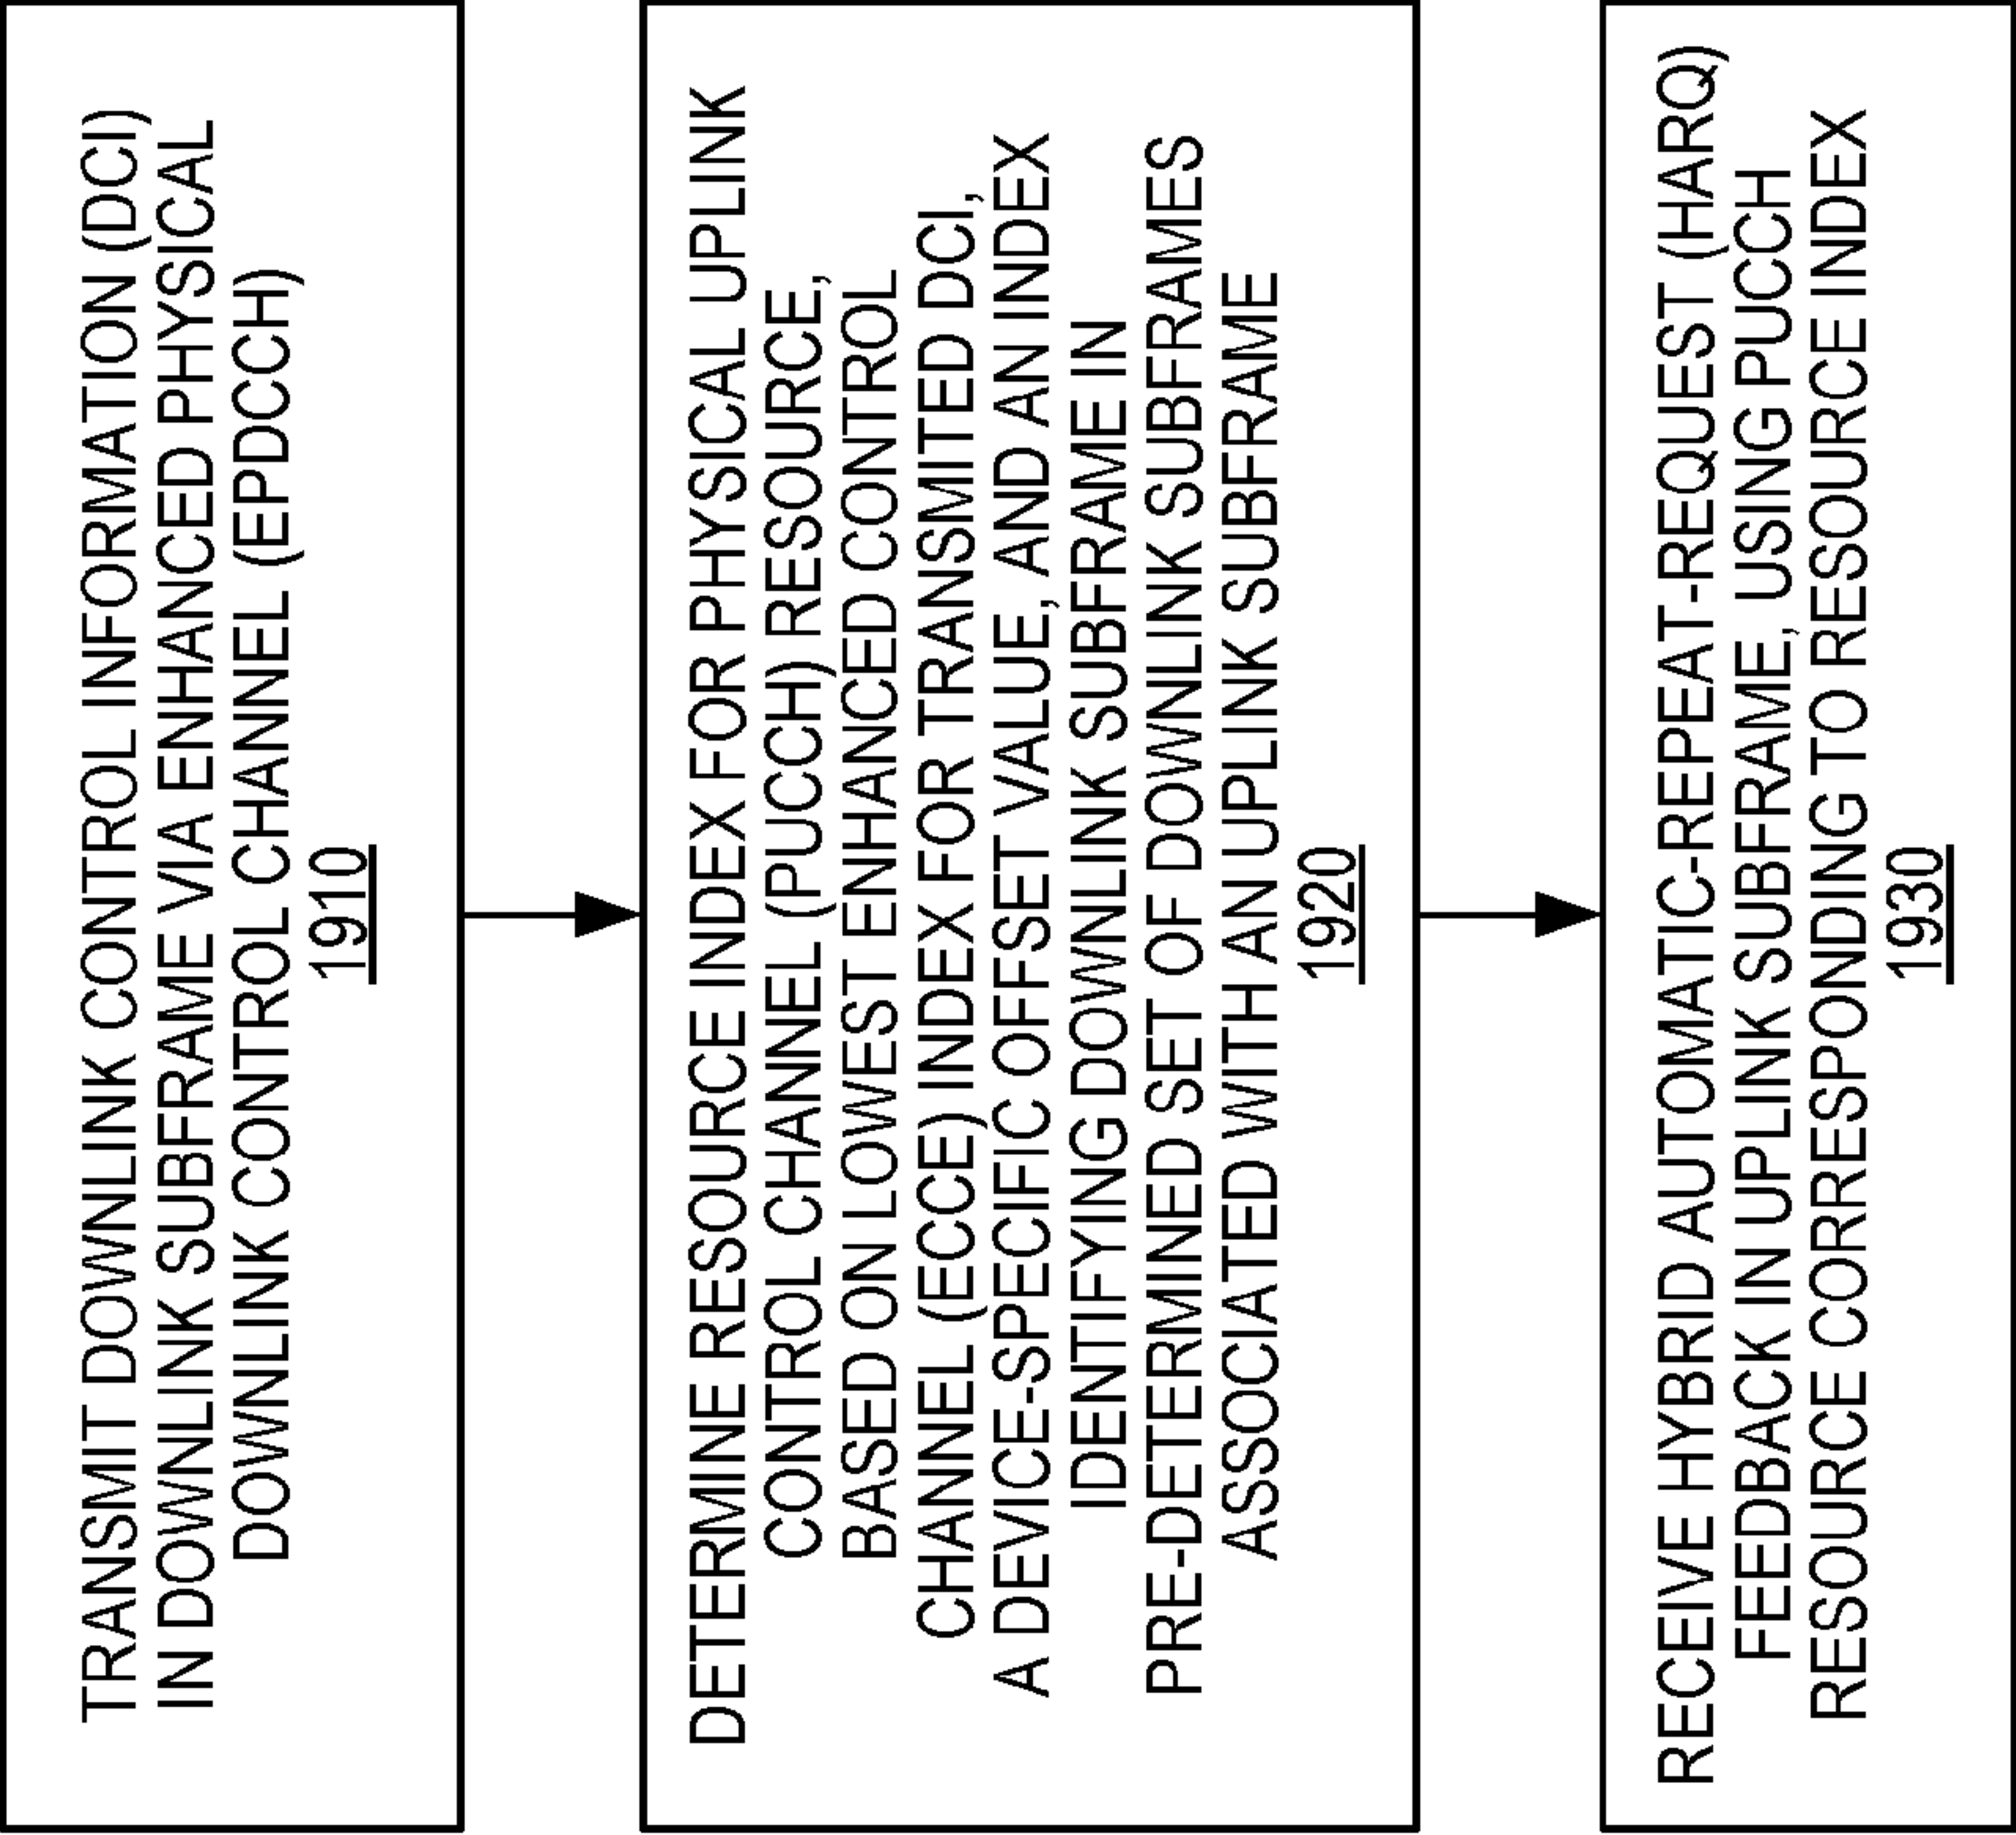 TRANSMIT DOWNLINK CONTROL INFORMATION (DCI)
IN DOWNLINK SUBFRAME VIA ENHANCED PHYSICAL
DOWNLINK CONTROL CHANNEL (EPDCCH)
1910
DETERMINE RESOURCE INDEX FOR PHYSICAL UPLINK
CONTROL CHANNEL (PUCCH) RESOURCE,
BASED ON LOWEST ENHANCED CONTROL
CHANNEL (ECCE) INDEX FOR TRANSMITTED DCI,
A DEVICE-SPECIFIC OFFSET VALUE, AND AN INDEX
IDENTIFYING DOWNLINK SUBFRAME IN
PRE-DETERMINED SET OF DOWNLINK SUBFRAMES
ASSOCIATED WITH AN UPLINK SUBFRAME
1920
RECEIVE HYBRID AUTOMATIC-REPEAT-REQUEST (HARQ)
FEEDBACK IN UPLINK SUBFRAME, USING PUCCH
RESOURCE CORRESPONDING TO RESOURCE INDEX
1930